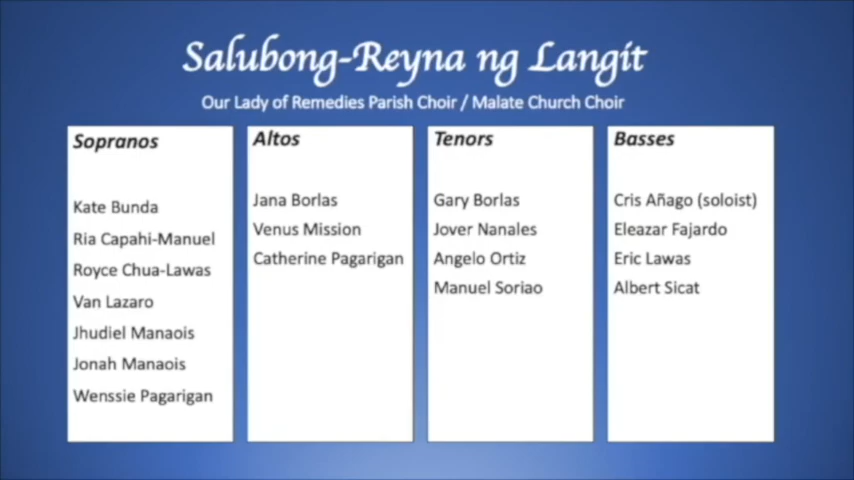 Salubong-Reyna ng Langit
Our Lady of Remedies Parish Choir / Malate Church Choir
Sopranos
Kate Bunda
Ria Capahi-Manuel
Royce Chua-Lawas
Van Lazaro
Jhudiel Manaois
Jonah Manaois
Wenssie Pagarigan
Altos
Jana Borlas
Venus Mission
Catherine Pagarigan
Tenors
Gary Borlas
Jover Nanales
Angelo Ortiz
Manuel Soriao
Basses
Cris Añago (soloist)
Eleazar Fajardo
Eric Lawas
Albert Sicat